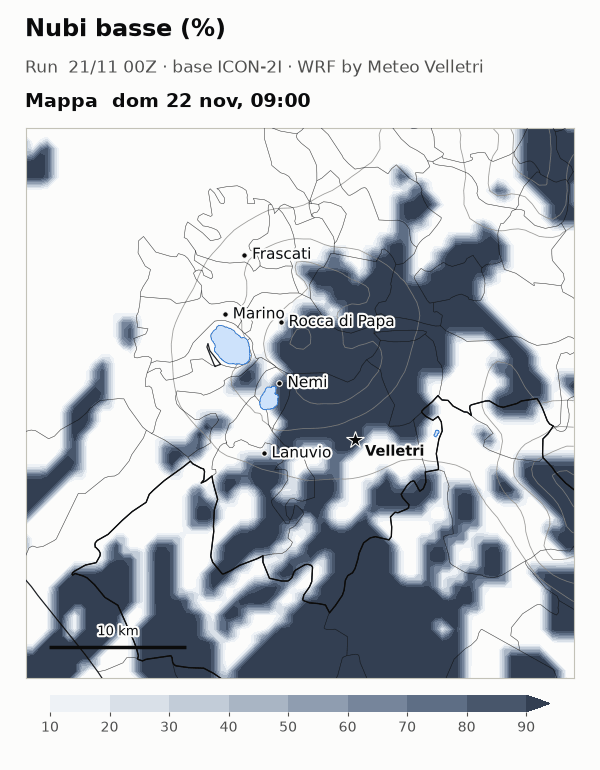 Nubi basse (%)
Run  21/11 00Z · base ICON-2I · WRF by Meteo Velletri
Mappa  dom 22 nov, 09:00
Frascati
Marino
Rocca di Papa
Nemi
Velletri
Lanuvio
10 km
10 20 30 40 50 60 70 80 90